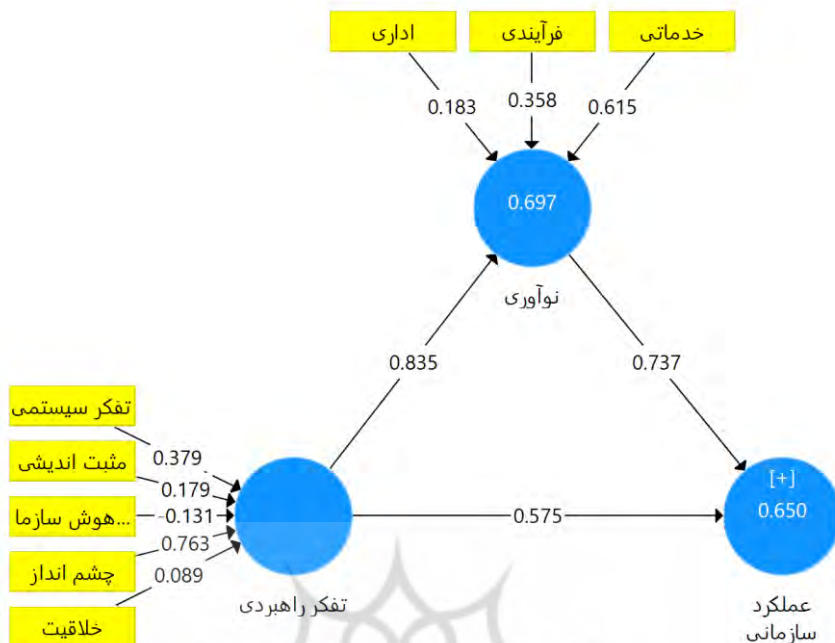 خدماتی
فرآیندی
اداری
0.615
0.358
0.183
0.697
نوآوری
0.835
0.737
تفکر سیستمی
0.379
مثبت اندیشی
0.179
هوش سازما...
-0.131
چشم انداز
0.763
خلاقیت
0.089
تفکر راهبردی
0.575
[+]
0.650
عملکرد
سازمانی